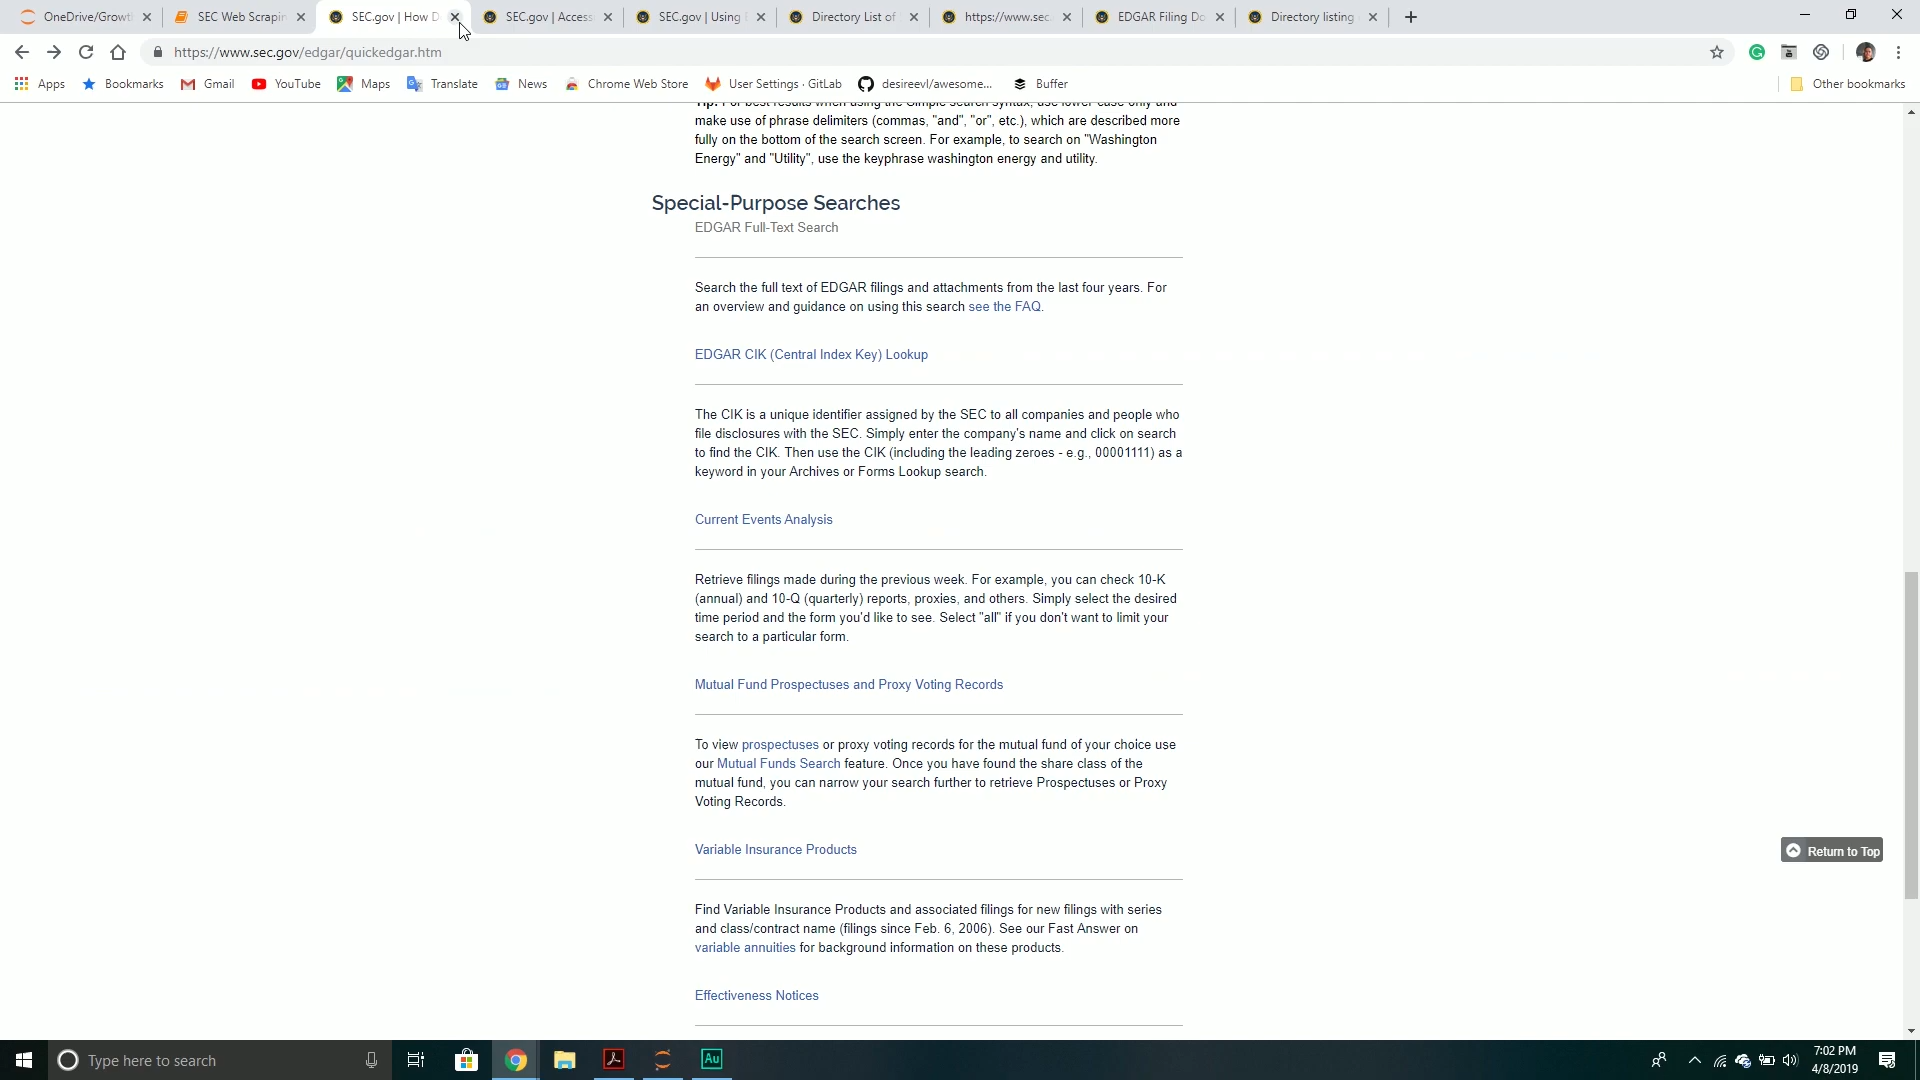 OneDrive/Growt
SEC Web Scrapin
SEC.gov | How D
SEC.gov | Access
SEC.gov | Using E
Directory List of
https://www.sec.
EDGAR Filing Do
Directory listing
https://www.sec.gov/edgar/quickedgar.htm
Apps
Bookmarks
Gmail
YouTube
Maps
Translate
News
Chrome Web Store
User Settings · GitLab
desireevl/awesome...
Buffer
Other bookmarks
Tip: For best results when using the Simple search syntax, use lower case only and
make use of phrase delimiters (commas, "and", "or", etc.), which are described more
fully on the bottom of the search screen. For example, to search on "Washington
Energy" and "Utility", use the keyphrase washington energy and utility.
Special-Purpose Searches
EDGAR Full-Text Search
Search the full text of EDGAR filings and attachments from the last four years. For
an overview and guidance on using this search see the FAQ.
EDGAR CIK (Central Index Key) Lookup
The CIK is a unique identifier assigned by the SEC to all companies and people who
file disclosures with the SEC. Simply enter the company's name and click on search
to find the CIK. Then use the CIK (including the leading zeroes - e.g., 00001111) as a
keyword in your Archives or Forms Lookup search.
Current Events Analysis
Retrieve filings made during the previous week. For example, you can check 10-K
(annual) and 10-Q (quarterly) reports, proxies, and others. Simply select the desired
time period and the form you'd like to see. Select "all" if you don't want to limit your
search to a particular form.
Mutual Fund Prospectuses and Proxy Voting Records
To view prospectuses or proxy voting records for the mutual fund of your choice use
our Mutual Funds Search feature. Once you have found the share class of the
mutual fund, you can narrow your search further to retrieve Prospectuses or Proxy
Voting Records.
Variable Insurance Products
Return to Top
Find Variable Insurance Products and associated filings for new filings with series
and class/contract name (filings since Feb. 6, 2006). See our Fast Answer on
variable annuities for background information on these products.
Effectiveness Notices
Type here to search
Au
7:02 PM
4/8/2019